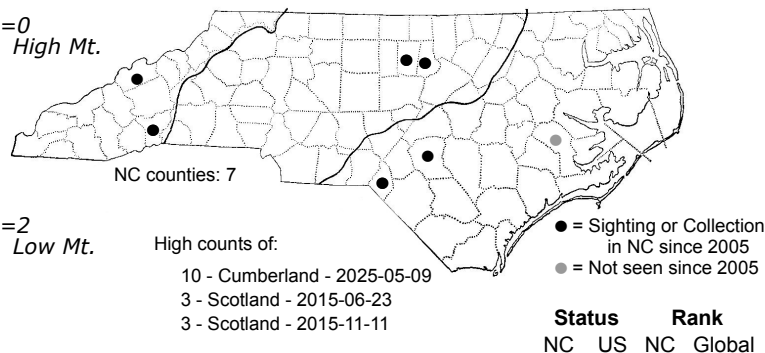 =0
High Mt.
NC counties: 7
=2
Low Mt.
High counts of:
10 - Cumberland - 2025-05-09
3 - Scotland - 2015-06-23
3 - Scotland - 2015-11-11
= Sighting or Collection
in NC since 2005
= Not seen since 2005
Status Rank
NC US NC Global